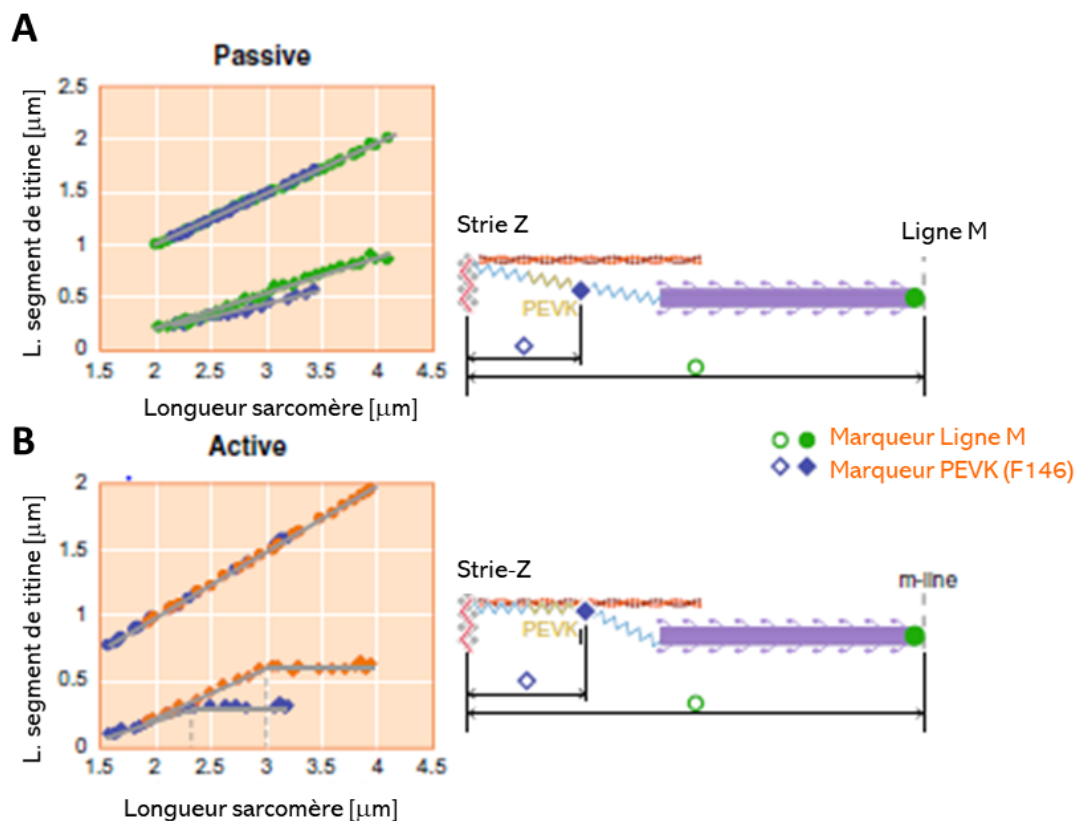 A
Passive
L. segment de titine [μm]
2.5
2
1.5
1
0.5
0
1.5 2 2.5 3 3.5 4 4.5
Longueur sarcomère [μm]
Strie Z
Ligne M
PEVK
B
Active
L. segment de titine [μm]
2
1.5
1
0.5
0
1.5 2 2.5 3 3.5 4 4.5
Longueur sarcomère [μm]
Marqueur Ligne M
Marqueur PEVK (F146)
Strie-Z
m-line
PEVK